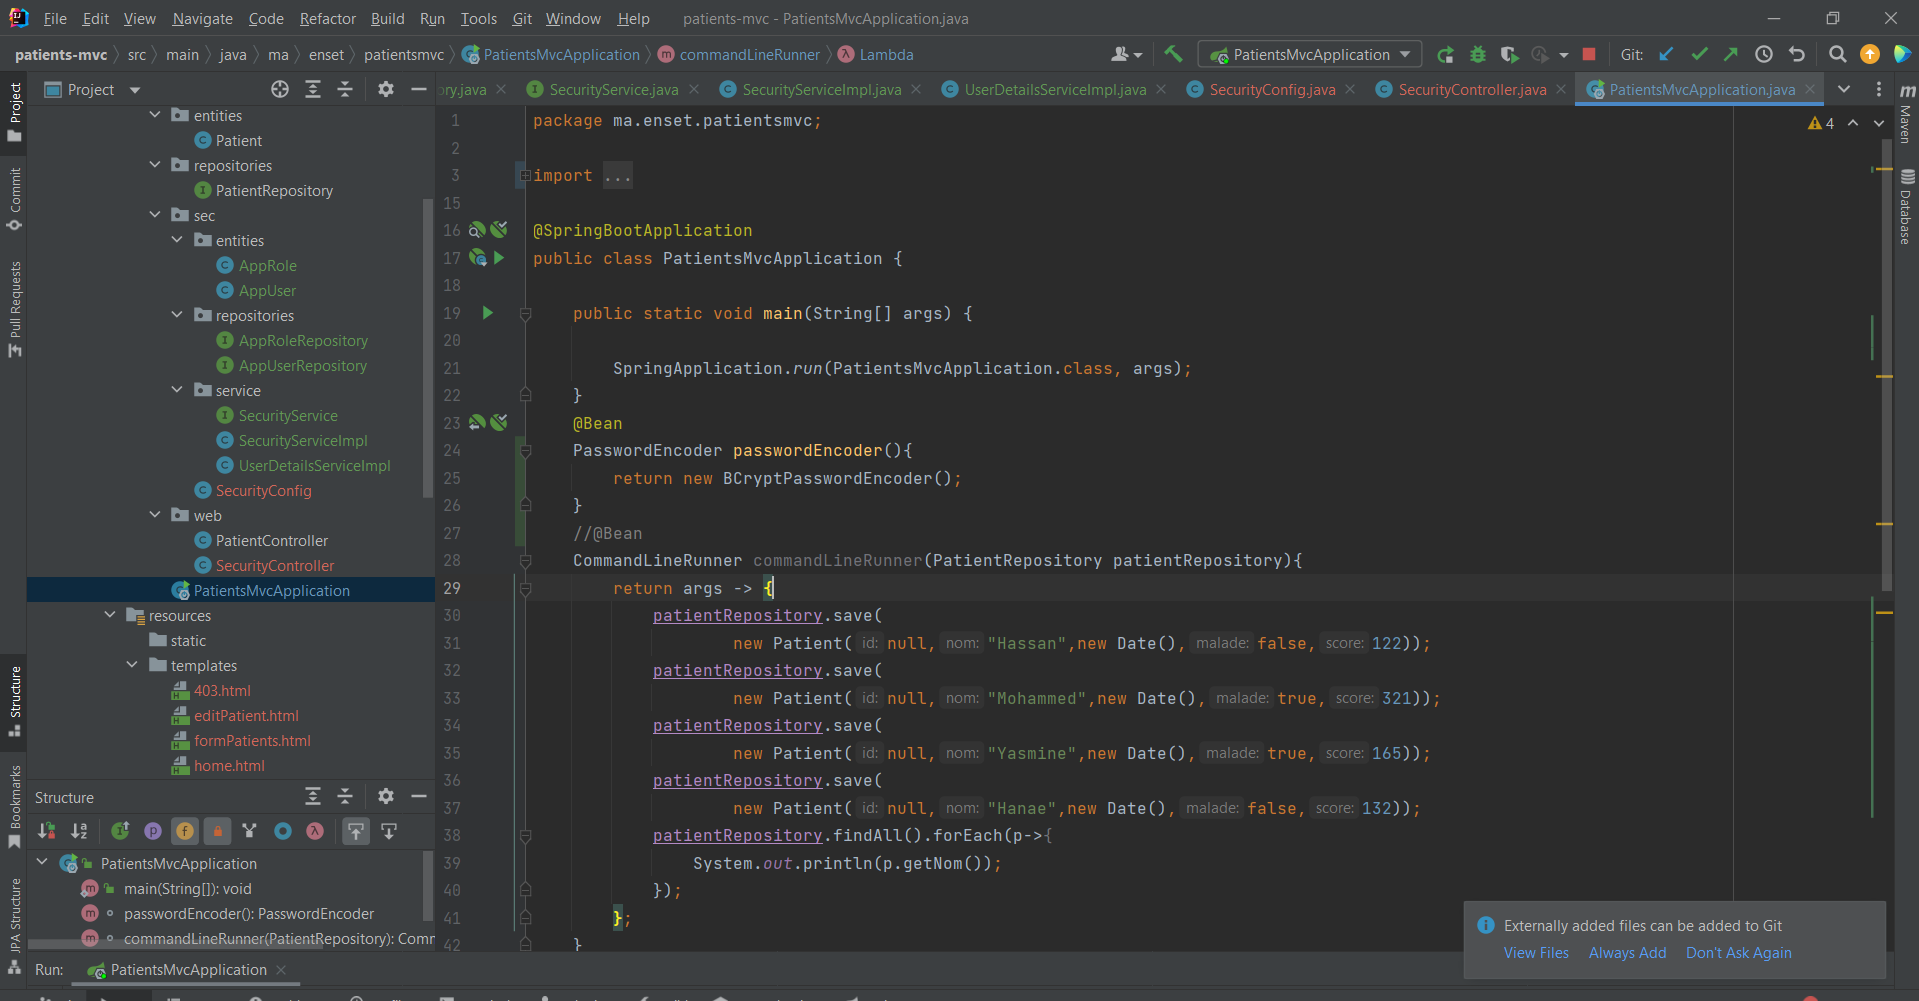 File Edit View Navigate Code Refactor Build Run Tools Git Window Help patients-mvc - PatientsMvcApplication.java
patients-mvc src main java ma enset patientsmvc PatientsMvcApplication commandLineRunner Lambda PatientsMvcApplication Git:
Project
ory.java SecurityService.java SecurityServiceImpl.java UserDetailsServiceImpl.java SecurityConfig.java SecurityController.java PatientsMvcApplication.java
Project
Commit
Pull Requests
Structure
Bookmarks
JPA Structure
entities
Patient
repositories
PatientRepository
sec
entities
AppRole
AppUser
repositories
AppRoleRepository
AppUserRepository
service
SecurityService
SecurityServiceImpl
UserDetailsServiceImpl
SecurityConfig
web
PatientController
SecurityController
PatientsMvcApplication
resources
static
templates
403.html
editPatient.html
formPatients.html
home.html
Structure
PatientsMvcApplication
main(String[]): void
passwordEncoder(): PasswordEncoder
commandLineRunner(PatientRepository): Comm
1 package ma.enset.patientsmvc;
2
3 import ...
15
16 @SpringBootApplication
17 public class PatientsMvcApplication {
18
19 public static void main(String[] args) {
20
21 SpringApplication.run(PatientsMvcApplication.class, args);
22 }
23 @Bean
24 PasswordEncoder passwordEncoder(){
25 return new BCryptPasswordEncoder();
26 }
27 //@Bean
28 CommandLineRunner commandLineRunner(PatientRepository patientRepository){
29 return args -> {
30 patientRepository.save(
31 new Patient( id: null, nom: "Hassan",new Date(), malade: false, score: 122));
32 patientRepository.save(
33 new Patient( id: null, nom: "Mohammed",new Date(), malade: true, score: 321));
34 patientRepository.save(
35 new Patient( id: null, nom: "Yasmine",new Date(), malade: true, score: 165));
36 patientRepository.save(
37 new Patient( id: null, nom: "Hanae",new Date(), malade: false, score: 132));
38 patientRepository.findAll().forEach(p->{
39 System.out.println(p.getNom());
40 });
41 };
42 }
4
Maven
Database
Externally added files can be added to Git
View Files Always Add Don't Ask Again
Run: PatientsMvcApplication